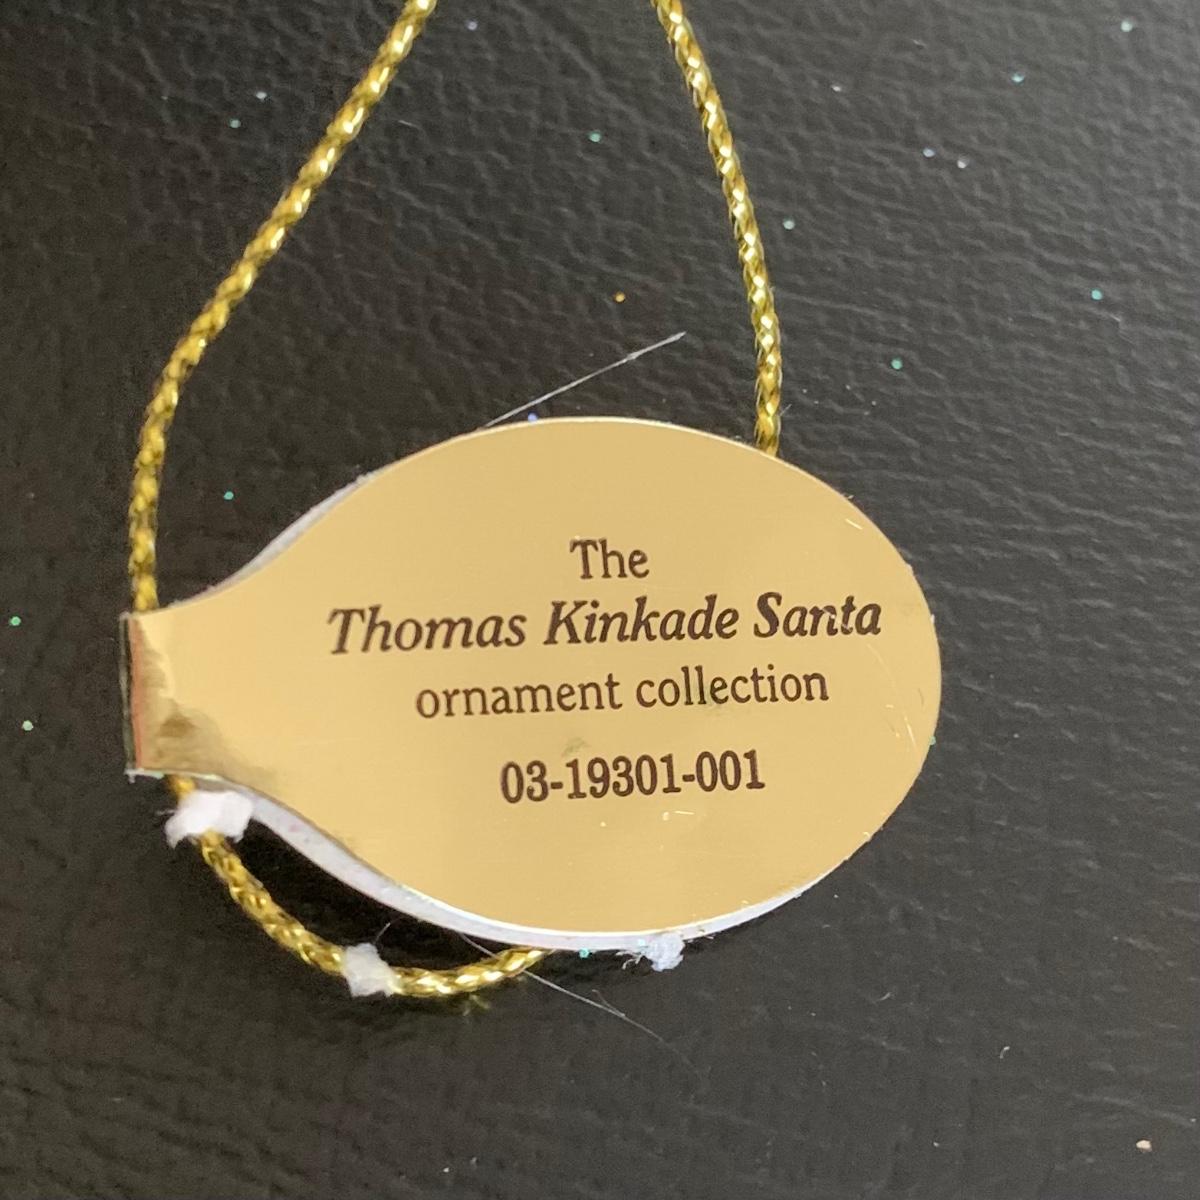 The
Thomas Kinkade Santa
ornament collection
03-19301-001